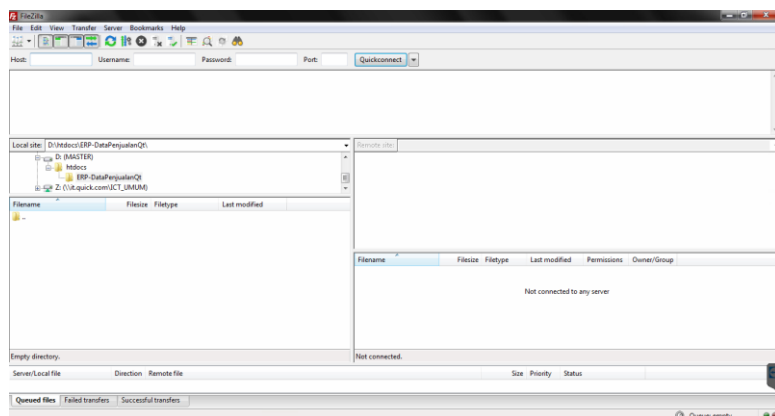 FileZilla
File Edit View Transfer Server Bookmarks Help
Host: Username: Password: Port: Quickconnect
Local site: D:\htdocs\ERP-DataPenjualanQt\ Remote site:
D: (MASTER)
htdocs
ERP-DataPenjualanQt
Z: (\\it.quick.com\ICT_UMUM)
Filename Filesize Filetype Last modified
..
Filename Filesize Filetype Last modified Permissions Owner/Group
Not connected to any server
Empty directory. Not connected.
Server/Local file Direction Remote file Size Priority Status
Queued files Failed transfers Successful transfers
Queue: empty